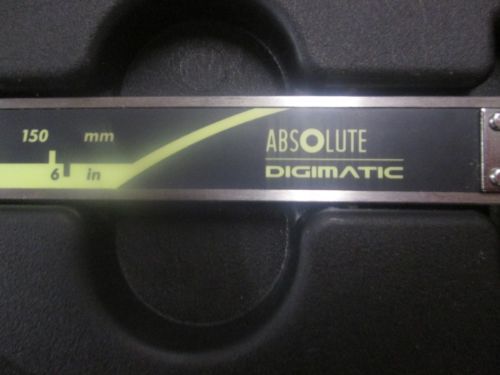 150 mm
6 in
ABSOLUTE
DIGIMATIC